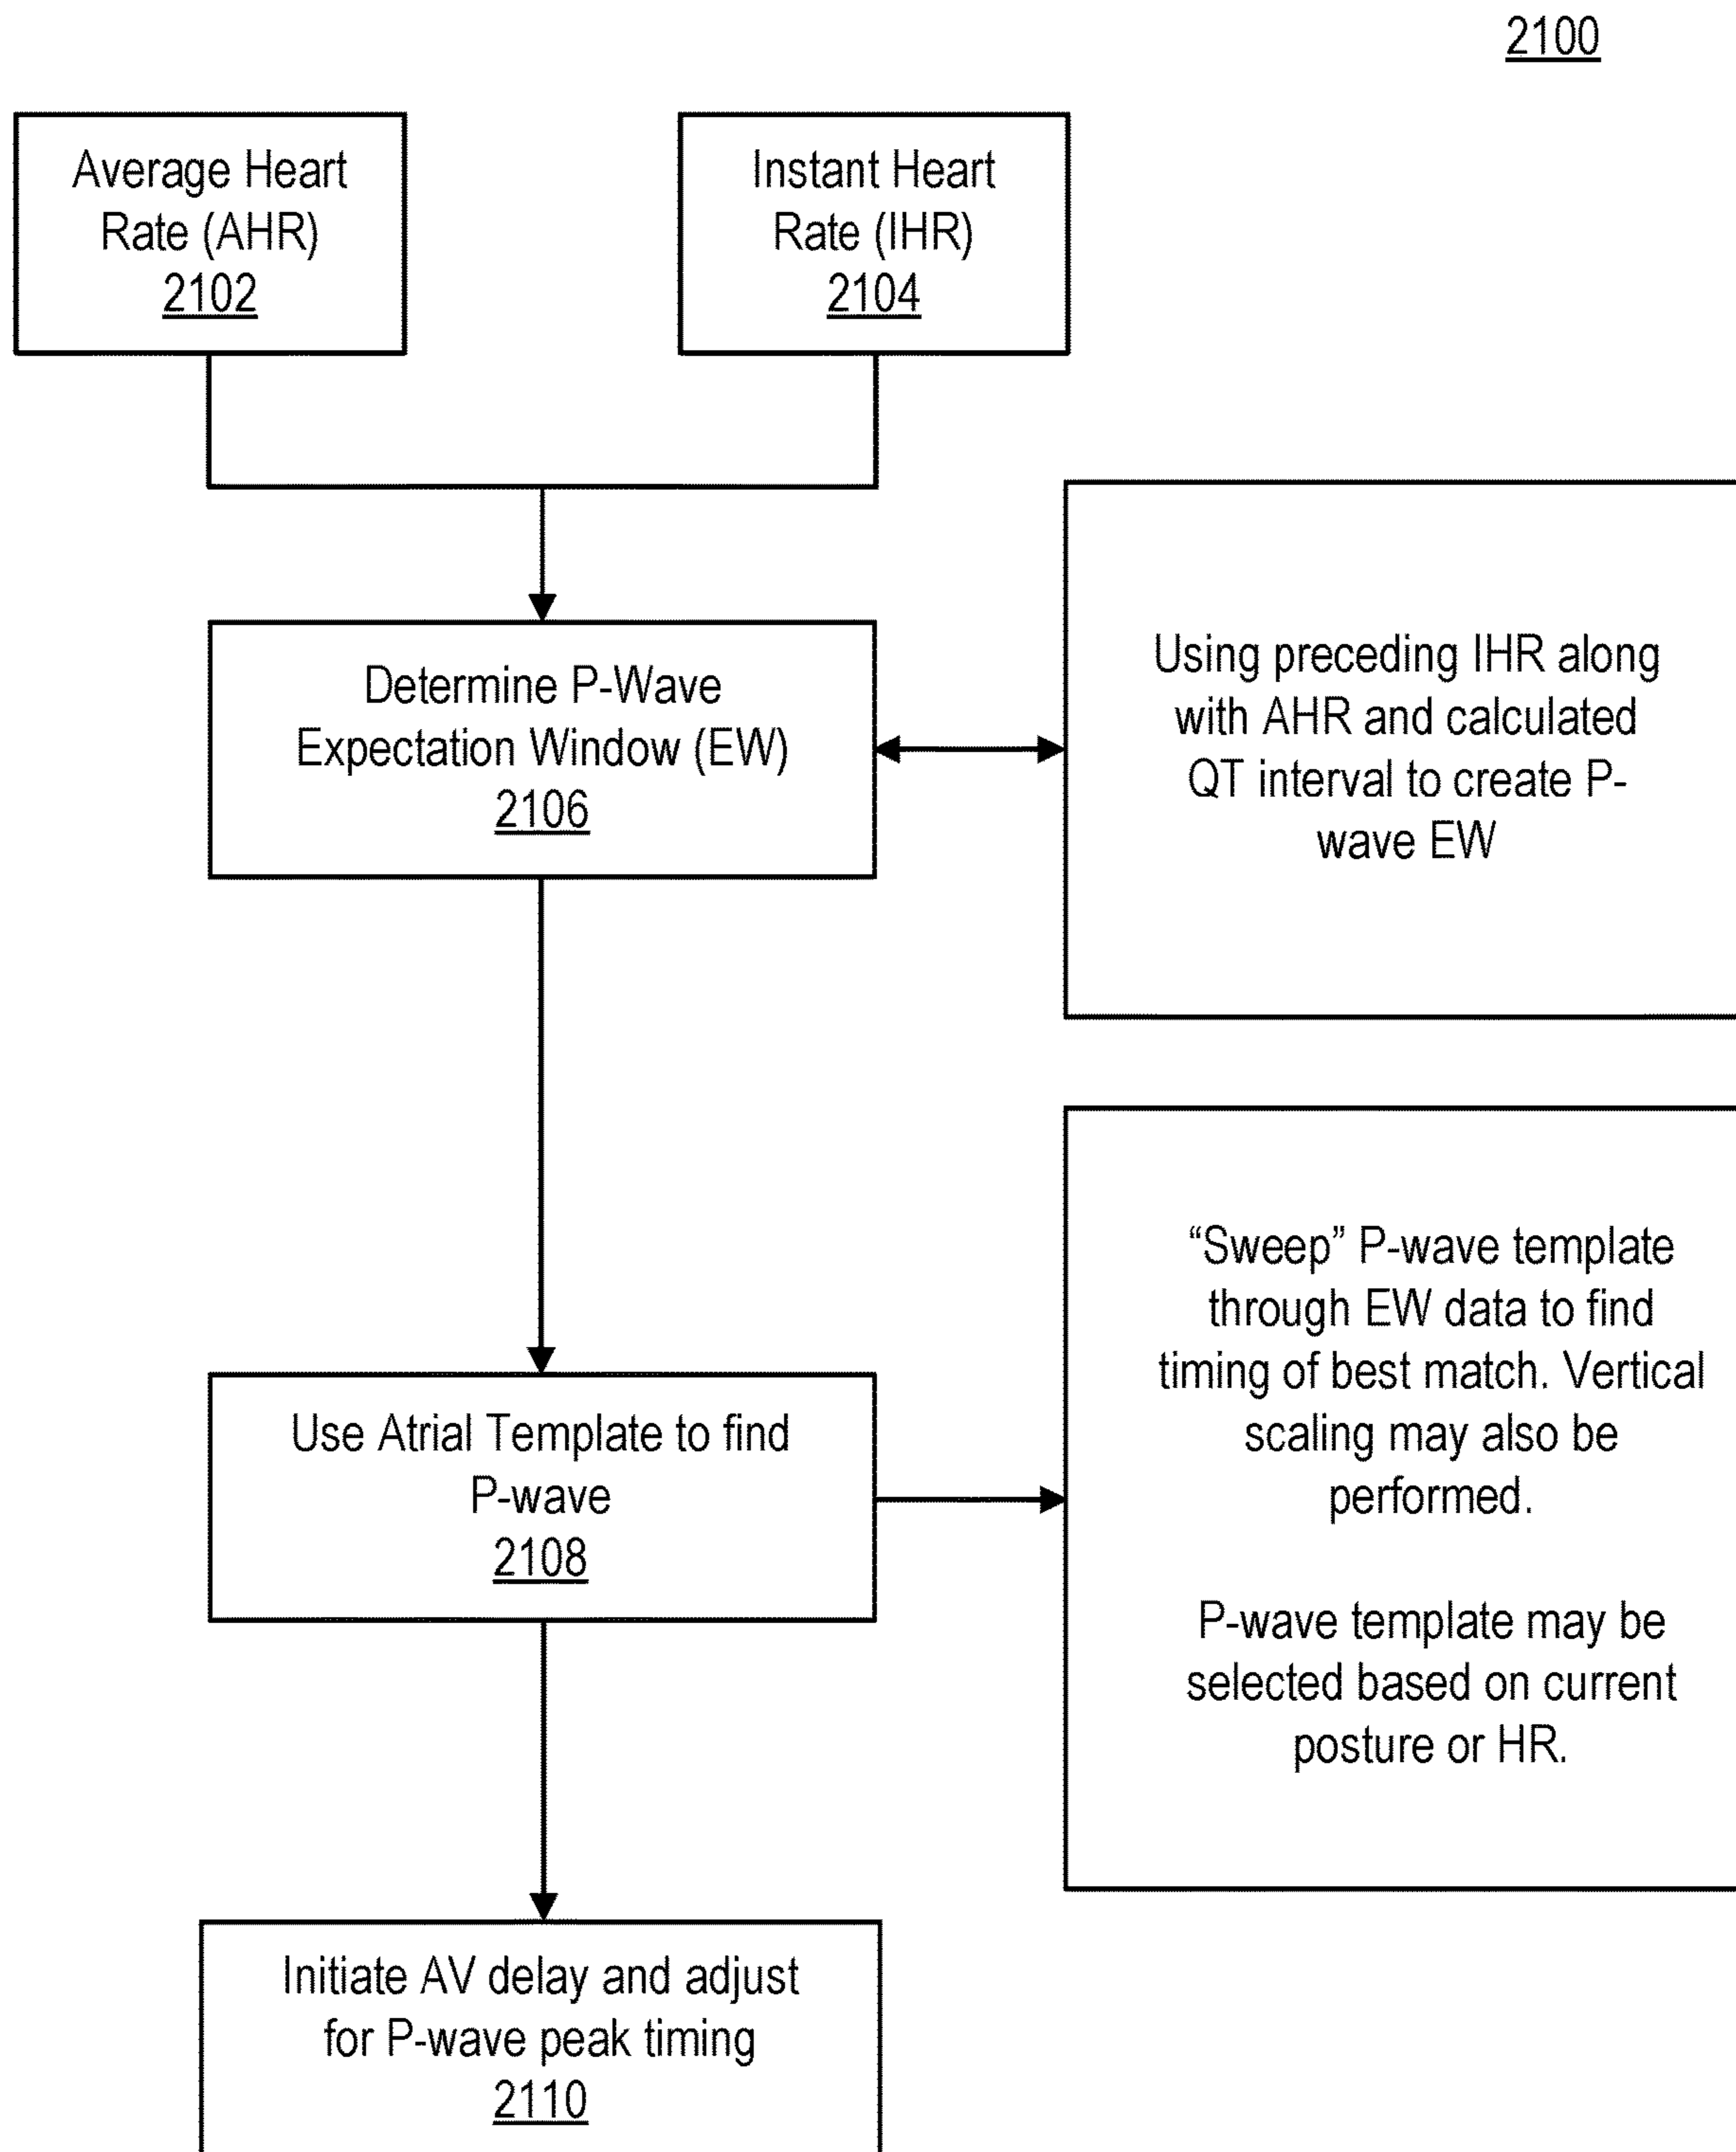 2100
Average Heart
Rate (AHR)
2102
Instant Heart
Rate (IHR)
2104
Determine P-Wave
Expectation Window (EW)
2106
Using preceding IHR along
with AHR and calculated
QT interval to create P-
wave EW
Use Atrial Template to find
P-wave
2108
“Sweep” P-wave template
through EW data to find
timing of best match. Vertical
scaling may also be
performed.
P-wave template may be
selected based on current
posture or HR.
Initiate AV delay and adjust
for P-wave peak timing
2110